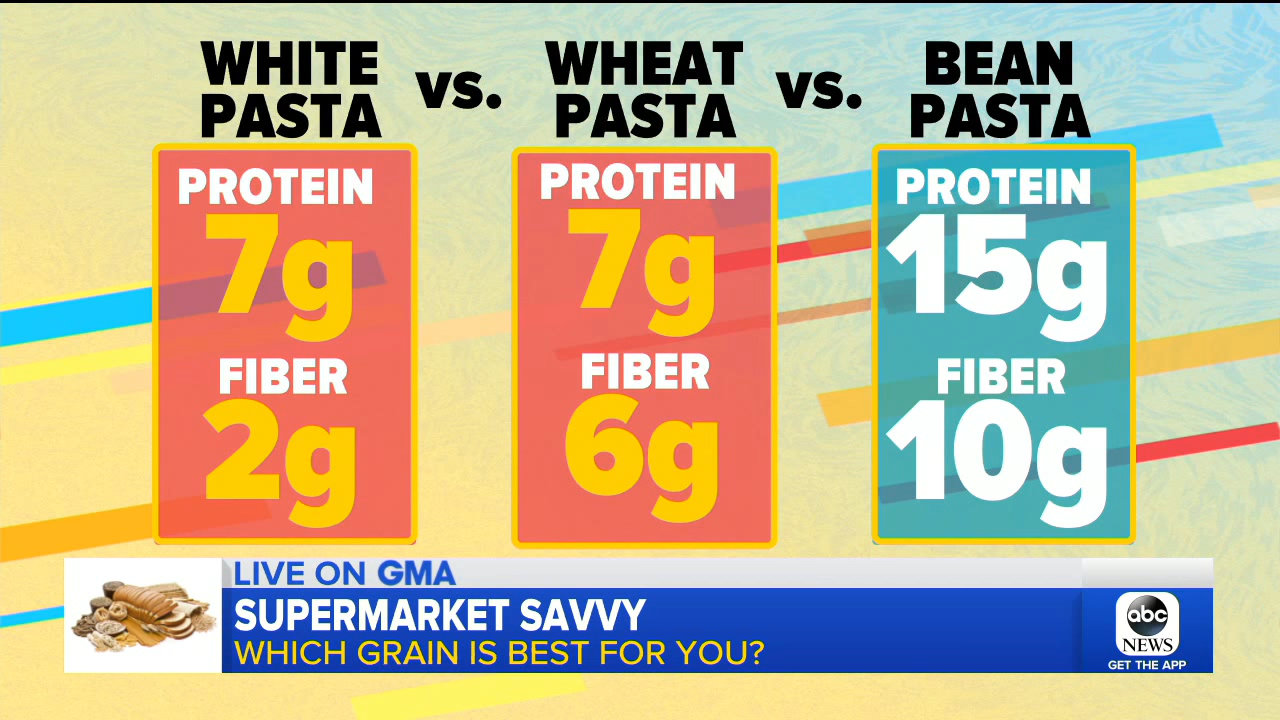 WHITE
PASTA
vs.
WHEAT
PASTA
vs.
BEAN
PASTA
PROTEIN
7g
FIBER
2g
PROTEIN
7g
FIBER
6g
PROTEIN
15g
FIBER
10g
LIVE ON GMA
SUPERMARKET SAVVY
WHICH GRAIN IS BEST FOR YOU?
abc
NEWS
GET THE APP